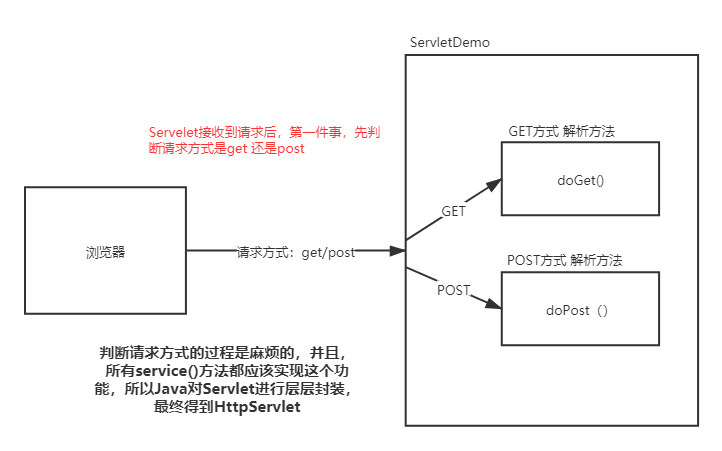 ServletDemo
Servelet接收到请求后，第一件事，先判
断请求方式是get 还是post
GET方式 解析方法
doGet()
GET
浏览器
请求方式：get/post
POST方式 解析方法
POST
doPost（）
判断请求方式的过程是麻烦的，并且，
所有service()方法都应该实现这个功
能，所以Java对Servlet进行层层封装，
最终得到HttpServlet